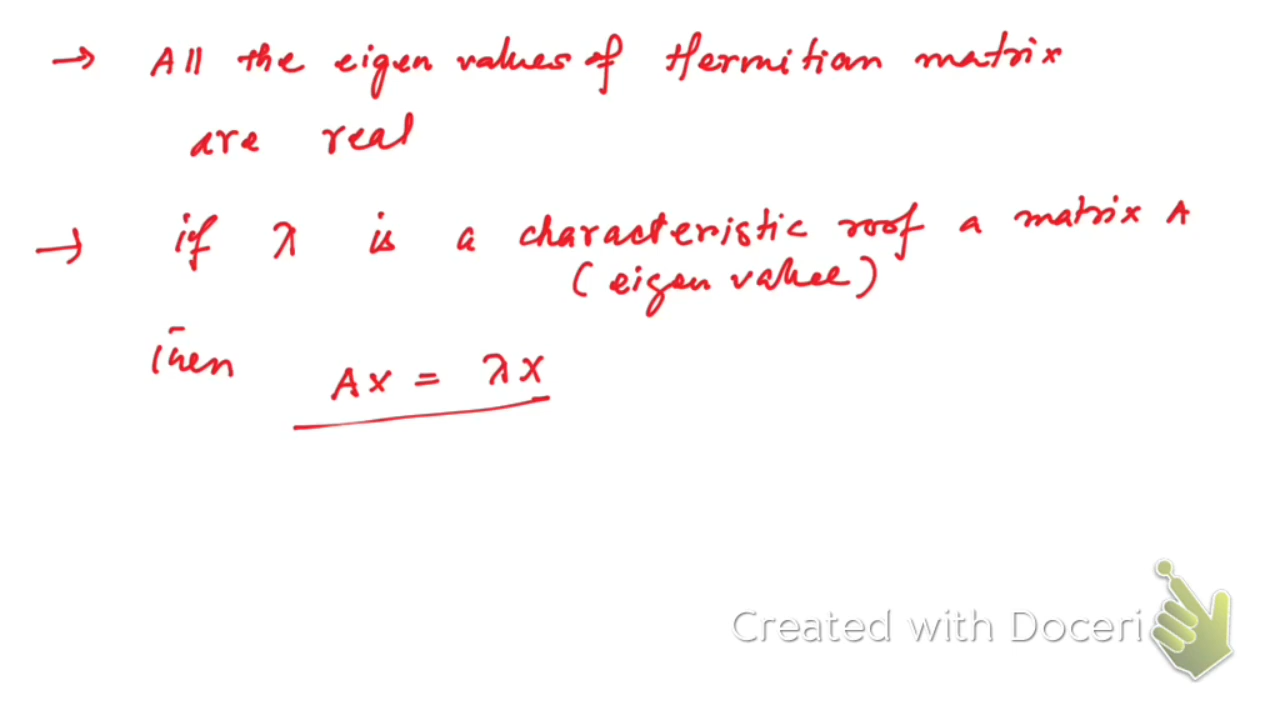 → All the eigen values of Hermitian matrix
are real
→ if λ is a characteristic roof a matrix A
(eigen value)
then Ax = λx
Created with Doceri